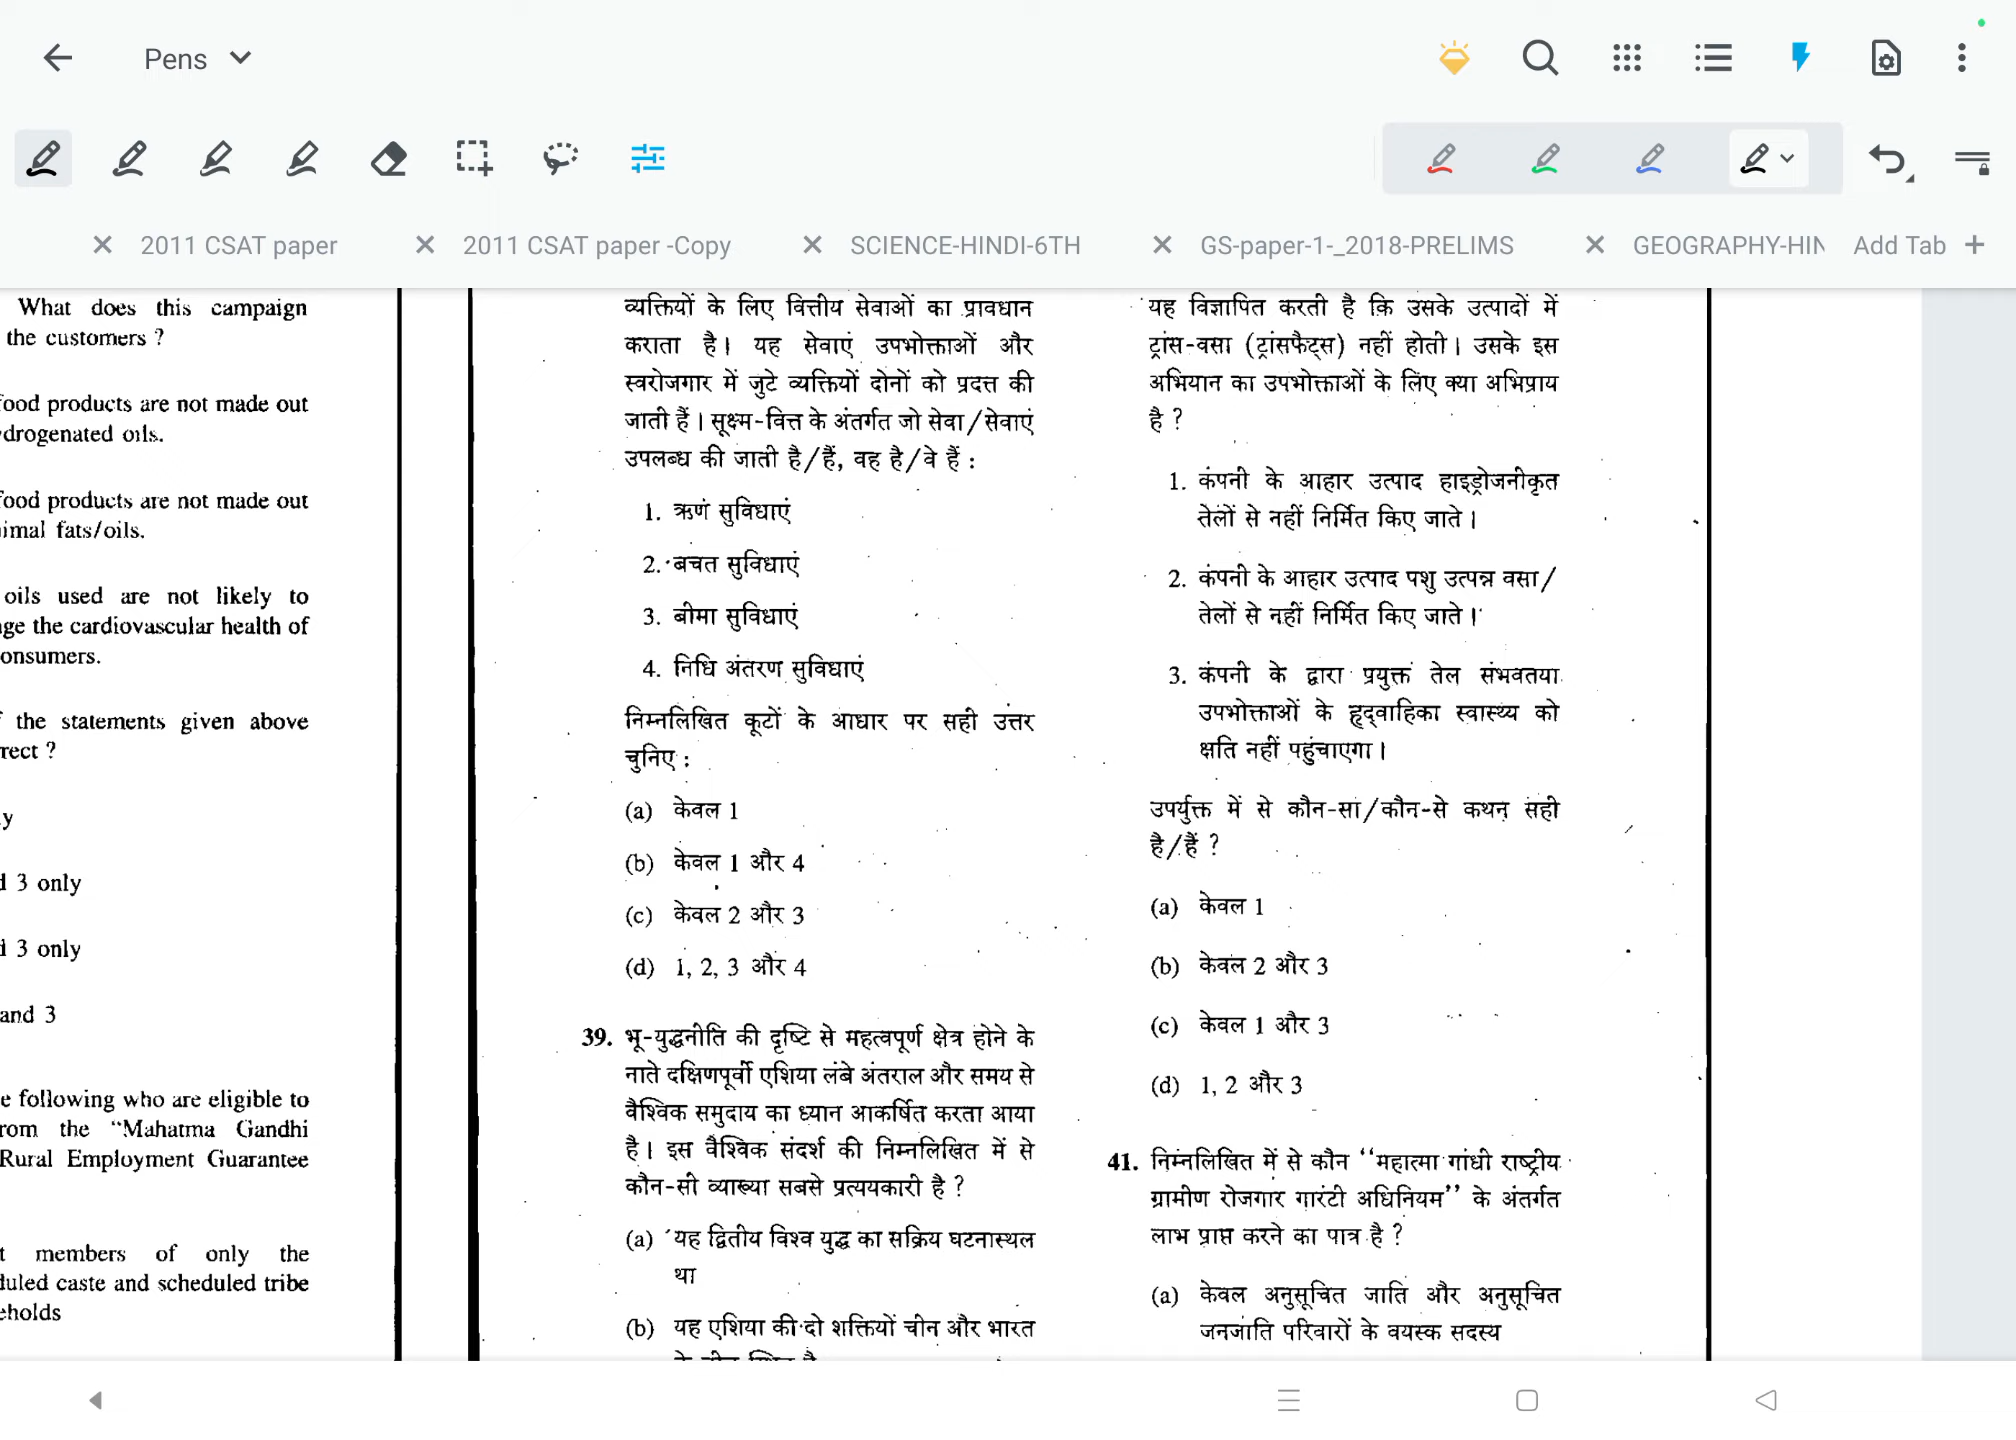 Pens
2011 CSAT paper
2011 CSAT paper -Copy
SCIENCE-HINDI-6TH
GS-paper-1-_2018-PRELIMS
GEOGRAPHY-HIN
Add Tab
What does this campaign
the customers ?
food products are not made out
drogenated oils.
food products are not made out
imal fats/oils.
oils used are not likely to
ge the cardiovascular health of
onsumers.
the statements given above
rect ?
y
3 only
3 only
and 3
e following who are eligible to
rom the "Mahatma Gandhi
Rural Employment Guarantee
t members of only the
duled caste and scheduled tribe
eholds
व्यक्तियों के लिए वित्तीय सेवाओं का प्रावधान
कराता है। यह सेवाएं उपभोक्ताओं और
स्वरोजगार में जुटे व्यक्तियों दोनों को प्रदत्त की
जाती हैं। सूक्ष्म-वित्त के अंतर्गत जो सेवा/सेवाएं
उपलब्ध की जाती है/हैं, वह है/वे हैं :
1. ऋणं सुविधाएं
2. बचत सुविधाएं
3. बीमा सुविधाएं
4. निधि अंतरण सुविधाएं
निम्नलिखित कूटों के आधार पर सही उत्तर
चुनिए :
(a) केवल 1
(b) केवल 1 और 4
(c) केवल 2 और 3
(d) 1, 2, 3 और 4
39. भू-युद्धनीति की दृष्टि से महत्वपूर्ण क्षेत्र होने के
नाते दक्षिणपूर्वी एशिया लंबे अंतराल और समय से
वैश्विक समुदाय का ध्यान आकर्षित करता आया
है। इस वैश्विक संदर्श की निम्नलिखित में से
कौन-सी व्याख्या सबसे प्रत्ययकारी है ?
(a) यह द्वितीय विश्व युद्ध का सक्रिय घटनास्थल
था
(b) यह एशिया की दो शक्तियों चीन और भारत
यह विज्ञापित करती है कि उसके उत्पादों में
ट्रांस-वसा (ट्रांसफैट्स) नहीं होती। उसके इस
अभियान का उपभोक्ताओं के लिए क्या अभिप्राय
है ?
1. कंपनी के आहार उत्पाद हाइड्रोजनीकृत
तेलों से नहीं निर्मित किए जाते।
2. कंपनी के आहार उत्पाद पशु उत्पन्न वसा/
तेलों से नहीं निर्मित किए जाते।
3. कंपनी के द्वारा प्रयुक्त तेल संभवतया
उपभोक्ताओं के हृद्वाहिका स्वास्थ्य को
क्षति नहीं पहुंचाएगा।
उपर्युक्त में से कौन-सा/कौन-से कथन सही
है/हैं ?
(a) केवल 1
(b) केवल 2 और 3
(c) केवल 1 और 3
(d) 1, 2 और 3
41. निम्नलिखित में से कौन ''महात्मा गांधी राष्ट्रीय
ग्रामीण रोजगार गारंटी अधिनियम'' के अंतर्गत
लाभ प्राप्त करने का पात्र है ?
(a) केवल अनुसूचित जाति और अनुसूचित
जनजाति परिवारों के वयस्क सदस्य